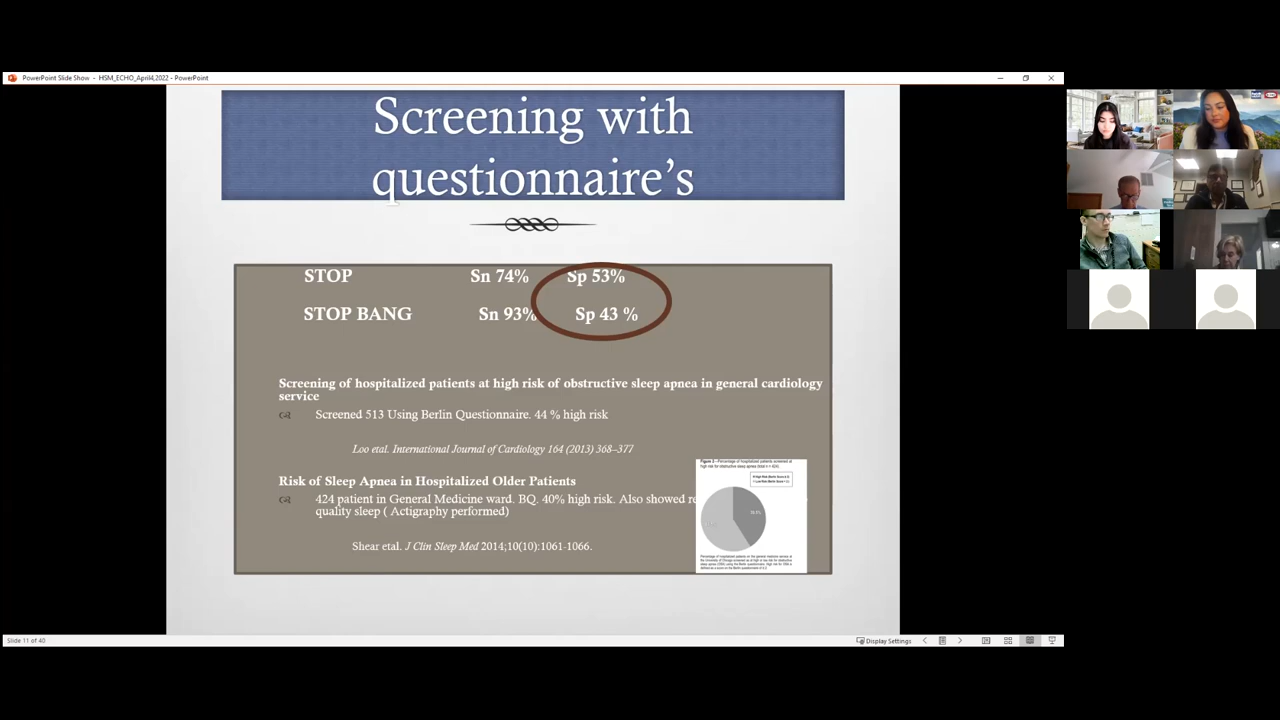 PowerPoint Slide Show - HSM_ECHO_April4,2022 - PowerPoint
Screening with
questionnaire's
STOP Sn 74% Sp 53%
STOP BANG Sn 93% Sp 43 %
Screening of hospitalized patients at high risk of obstructive sleep apnea in general cardiology
service
Screened 513 Using Berlin Questionnaire. 44 % high risk
Loo etal. International Journal of Cardiology 164 (2013) 368–377
Risk of Sleep Apnea in Hospitalized Older Patients
424 patient in General Medicine ward. BQ. 40% high risk. Also showed
quality sleep ( Actigraphy performed)
Shear etal. J Clin Sleep Med 2014;10(10):1061-1066.
Slide 11 of 40
Display Settings